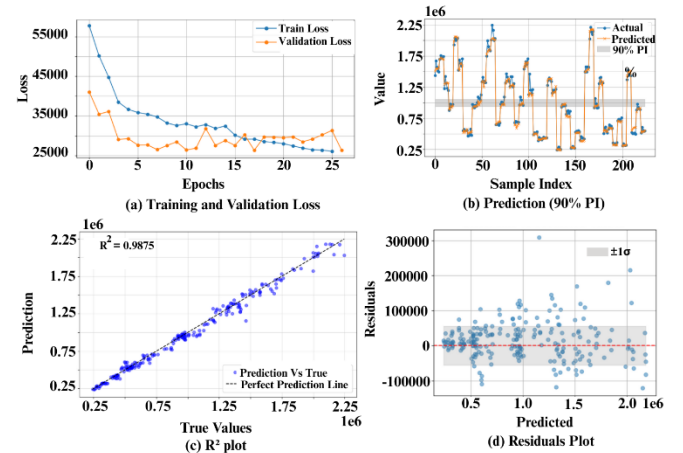 Train Loss
Validation Loss
55000
45000
35000
25000
Loss
0
5
10
15
20
25
Epochs
(a) Training and Validation Loss
1e6
Actual
Predicted
90% PI
%
2.25
1.75
1.25
0.75
0.25
Value
0
50
100
150
200
Sample Index
(b) Prediction (90% PI)
1e6
R² = 0.9875
2.25
1.75
1.25
0.75
0.25
Prediction
Prediction Vs True
Perfect Prediction Line
0.25
0.75
1.25
1.75
2.25
1e6
True Values
(c) R² plot
300000
200000
100000
0
-100000
Residuals
±1σ
0.5
1.0
1.5
2.0
1e6
Predicted
(d) Residuals Plot